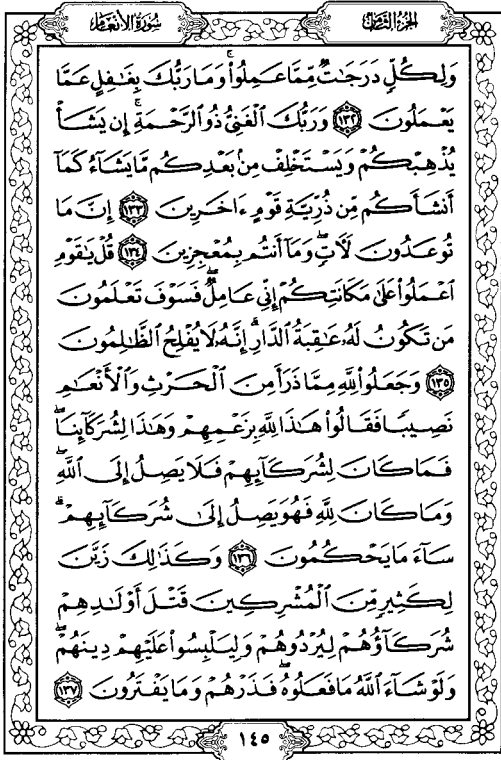 سُورَةُ الأَنْعَام
الجُزْءُ الثَّامِنُ
وَلِكُلٍّ دَرَجَـٰتٌ مِّمَّا عَمِلُوا۟ ۚ وَمَا رَبُّكَ بِغَـٰفِلٍ عَمَّا
يَعْمَلُونَ ١٣٢ وَرَبُّكَ ٱلْغَنِىُّ ذُو ٱلرَّحْمَةِ ۚ إِن يَشَأْ
يُذْهِبْكُمْ وَيَسْتَخْلِفْ مِنۢ بَعْدِكُم مَّا يَشَآءُ كَمَآ
أَنشَأَكُم مِّن ذُرِّيَّةِ قَوْمٍ ءَاخَرِينَ ١٣٣ إِنَّ مَا
تُوعَدُونَ لَـَٔاتٍ ۖ وَمَآ أَنتُم بِمُعْجِزِينَ ١٣٤ قُلْ يَـٰقَوْمِ
ٱعْمَلُوا۟ عَلَىٰ مَكَانَتِكُمْ إِنِّى عَامِلٌ ۖ فَسَوْفَ تَعْلَمُونَ
مَن تَكُونُ لَهُۥ عَـٰقِبَةُ ٱلدَّارِ ۗ إِنَّهُۥ لَا يُفْلِحُ ٱلظَّـٰلِمُونَ
١٣٥ وَجَعَلُوا۟ لِلَّهِ مِمَّا ذَرَأَ مِنَ ٱلْحَرْثِ وَٱلْأَنْعَـٰمِ
نَصِيبًا فَقَالُوا۟ هَـٰذَا لِلَّهِ بِزَعْمِهِمْ وَهَـٰذَا لِشُرَكَآئِنَا ۖ
فَمَا كَانَ لِشُرَكَآئِهِمْ فَلَا يَصِلُ إِلَى ٱللَّهِ ۖ
وَمَا كَانَ لِلَّهِ فَهُوَ يَصِلُ إِلَىٰ شُرَكَآئِهِمْ ۗ
سَآءَ مَا يَحْكُمُونَ ١٣٦ وَكَذَٰلِكَ زَيَّنَ
لِكَثِيرٍ مِّنَ ٱلْمُشْرِكِينَ قَتْلَ أَوْلَـٰدِهِمْ
شُرَكَآؤُهُمْ لِيُرْدُوهُمْ وَلِيَلْبِسُوا۟ عَلَيْهِمْ دِينَهُمْ ۖ
وَلَوْ شَآءَ ٱللَّهُ مَا فَعَلُوهُ ۖ فَذَرْهُمْ وَمَا يَفْتَرُونَ ١٣٧
١٤٥